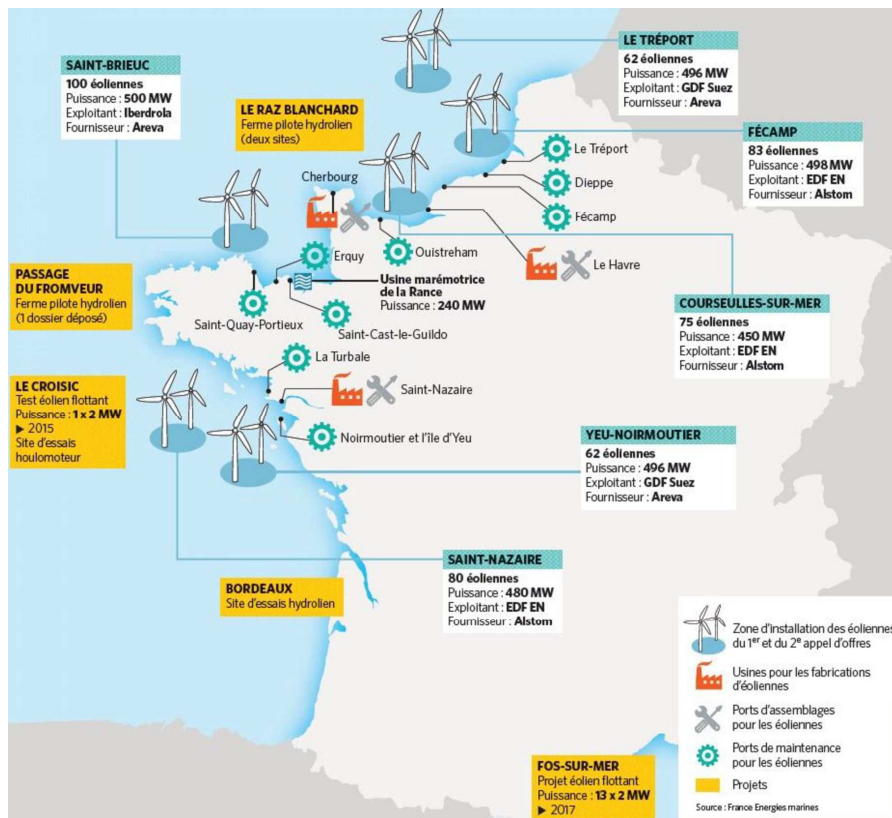 LE TRÉPORT
62 éoliennes
Puissance : 496 MW
Exploitant : GDF Suez
Fournisseur : Areva
SAINT-BRIEUC
100 éoliennes
Puissance : 500 MW
Exploitant : Iberdrola
Fournisseur : Areva
LE RAZ BLANCHARD
Ferme pilote hydrolien
(deux sites)
FÉCAMP
83 éoliennes
Puissance : 498 MW
Exploitant : EDF EN
Fournisseur : Alstom
Le Tréport
Dieppe
Fécamp
Cherbourg
Ouistreham
Le Havre
Erquy
Usine marémotrice
de la Rance
Puissance : 240 MW
PASSAGE
DU FROMVEUR
Ferme pilote hydrolien
(1 dossier déposé)
Saint-Quay-Portieux
Saint-Cast-le-Guildo
COURSEULLES-SUR-MER
75 éoliennes
Puissance : 450 MW
Exploitant : EDF EN
Fournisseur : Alstom
La Turbale
LE CROISIC
Test éolien flottant
Puissance : 1 x 2 MW
▶ 2015
Site d'essais
houlomoteur
Saint-Nazaire
Noirmoutier et l'île d'Yeu
YEU-NOIRMOUTIER
62 éoliennes
Puissance : 496 MW
Exploitant : GDF Suez
Fournisseur : Areva
SAINT-NAZAIRE
80 éoliennes
Puissance : 480 MW
Exploitant : EDF EN
Fournisseur : Alstom
BORDEAUX
Site d'essais hydrolien
Zone d'installation des éoliennes
du 1er et du 2e appel d'offres
Usines pour les fabrications
d'éoliennes
Ports d'assemblages
pour les éoliennes
Ports de maintenance
pour les éoliennes
Projets
Source : France Energies marines
FOS-SUR-MER
Projet éolien flottant
Puissance : 13 x 2 MW
▶ 2017